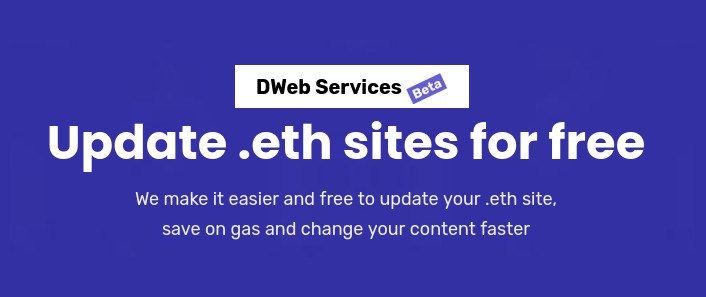 DWeb Services Beta
Update .eth sites for free
We make it easier and free to update your .eth site,
save on gas and change your content faster